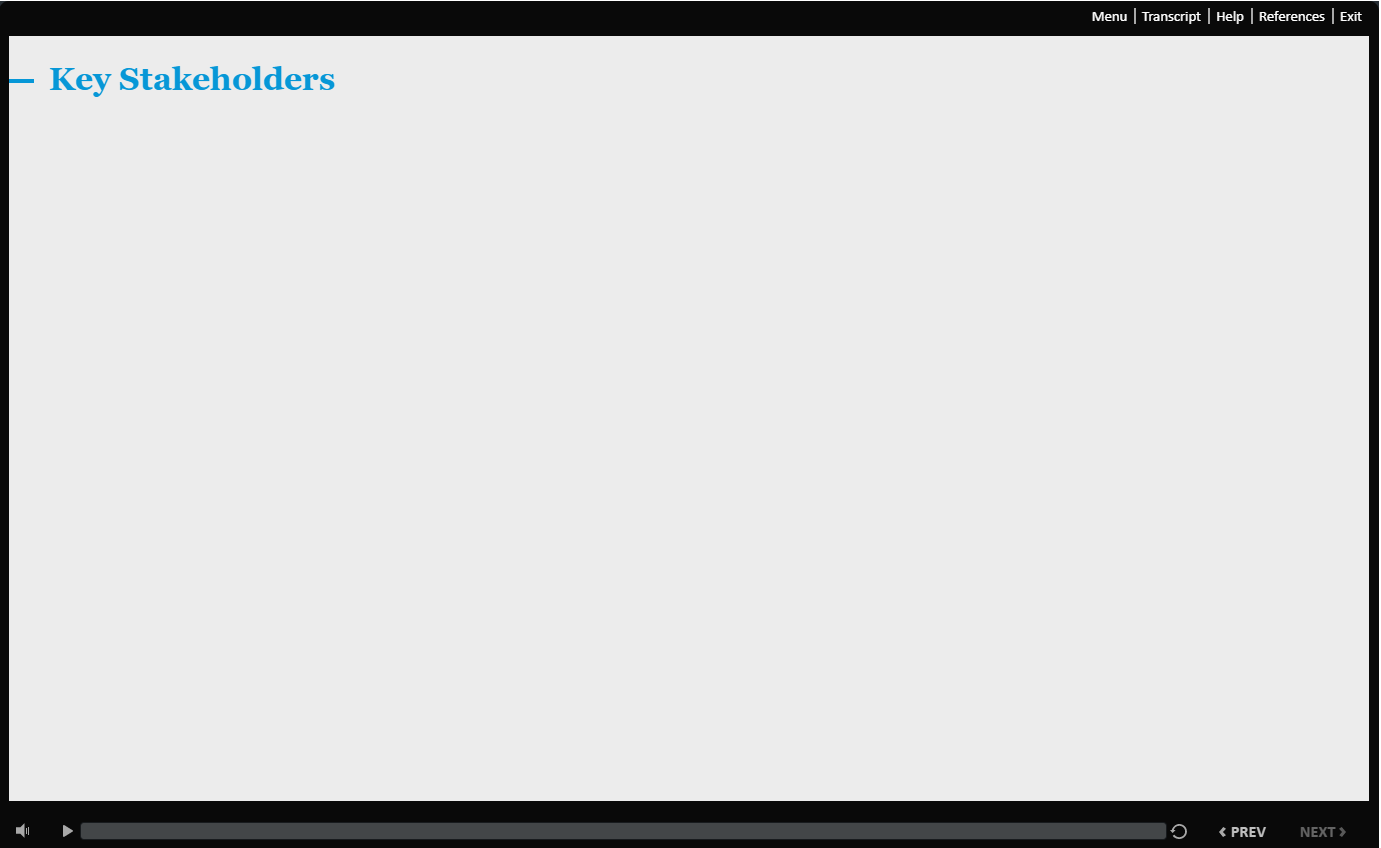 Menu Transcript Help References Exit
Key Stakeholders
PREV NEXT